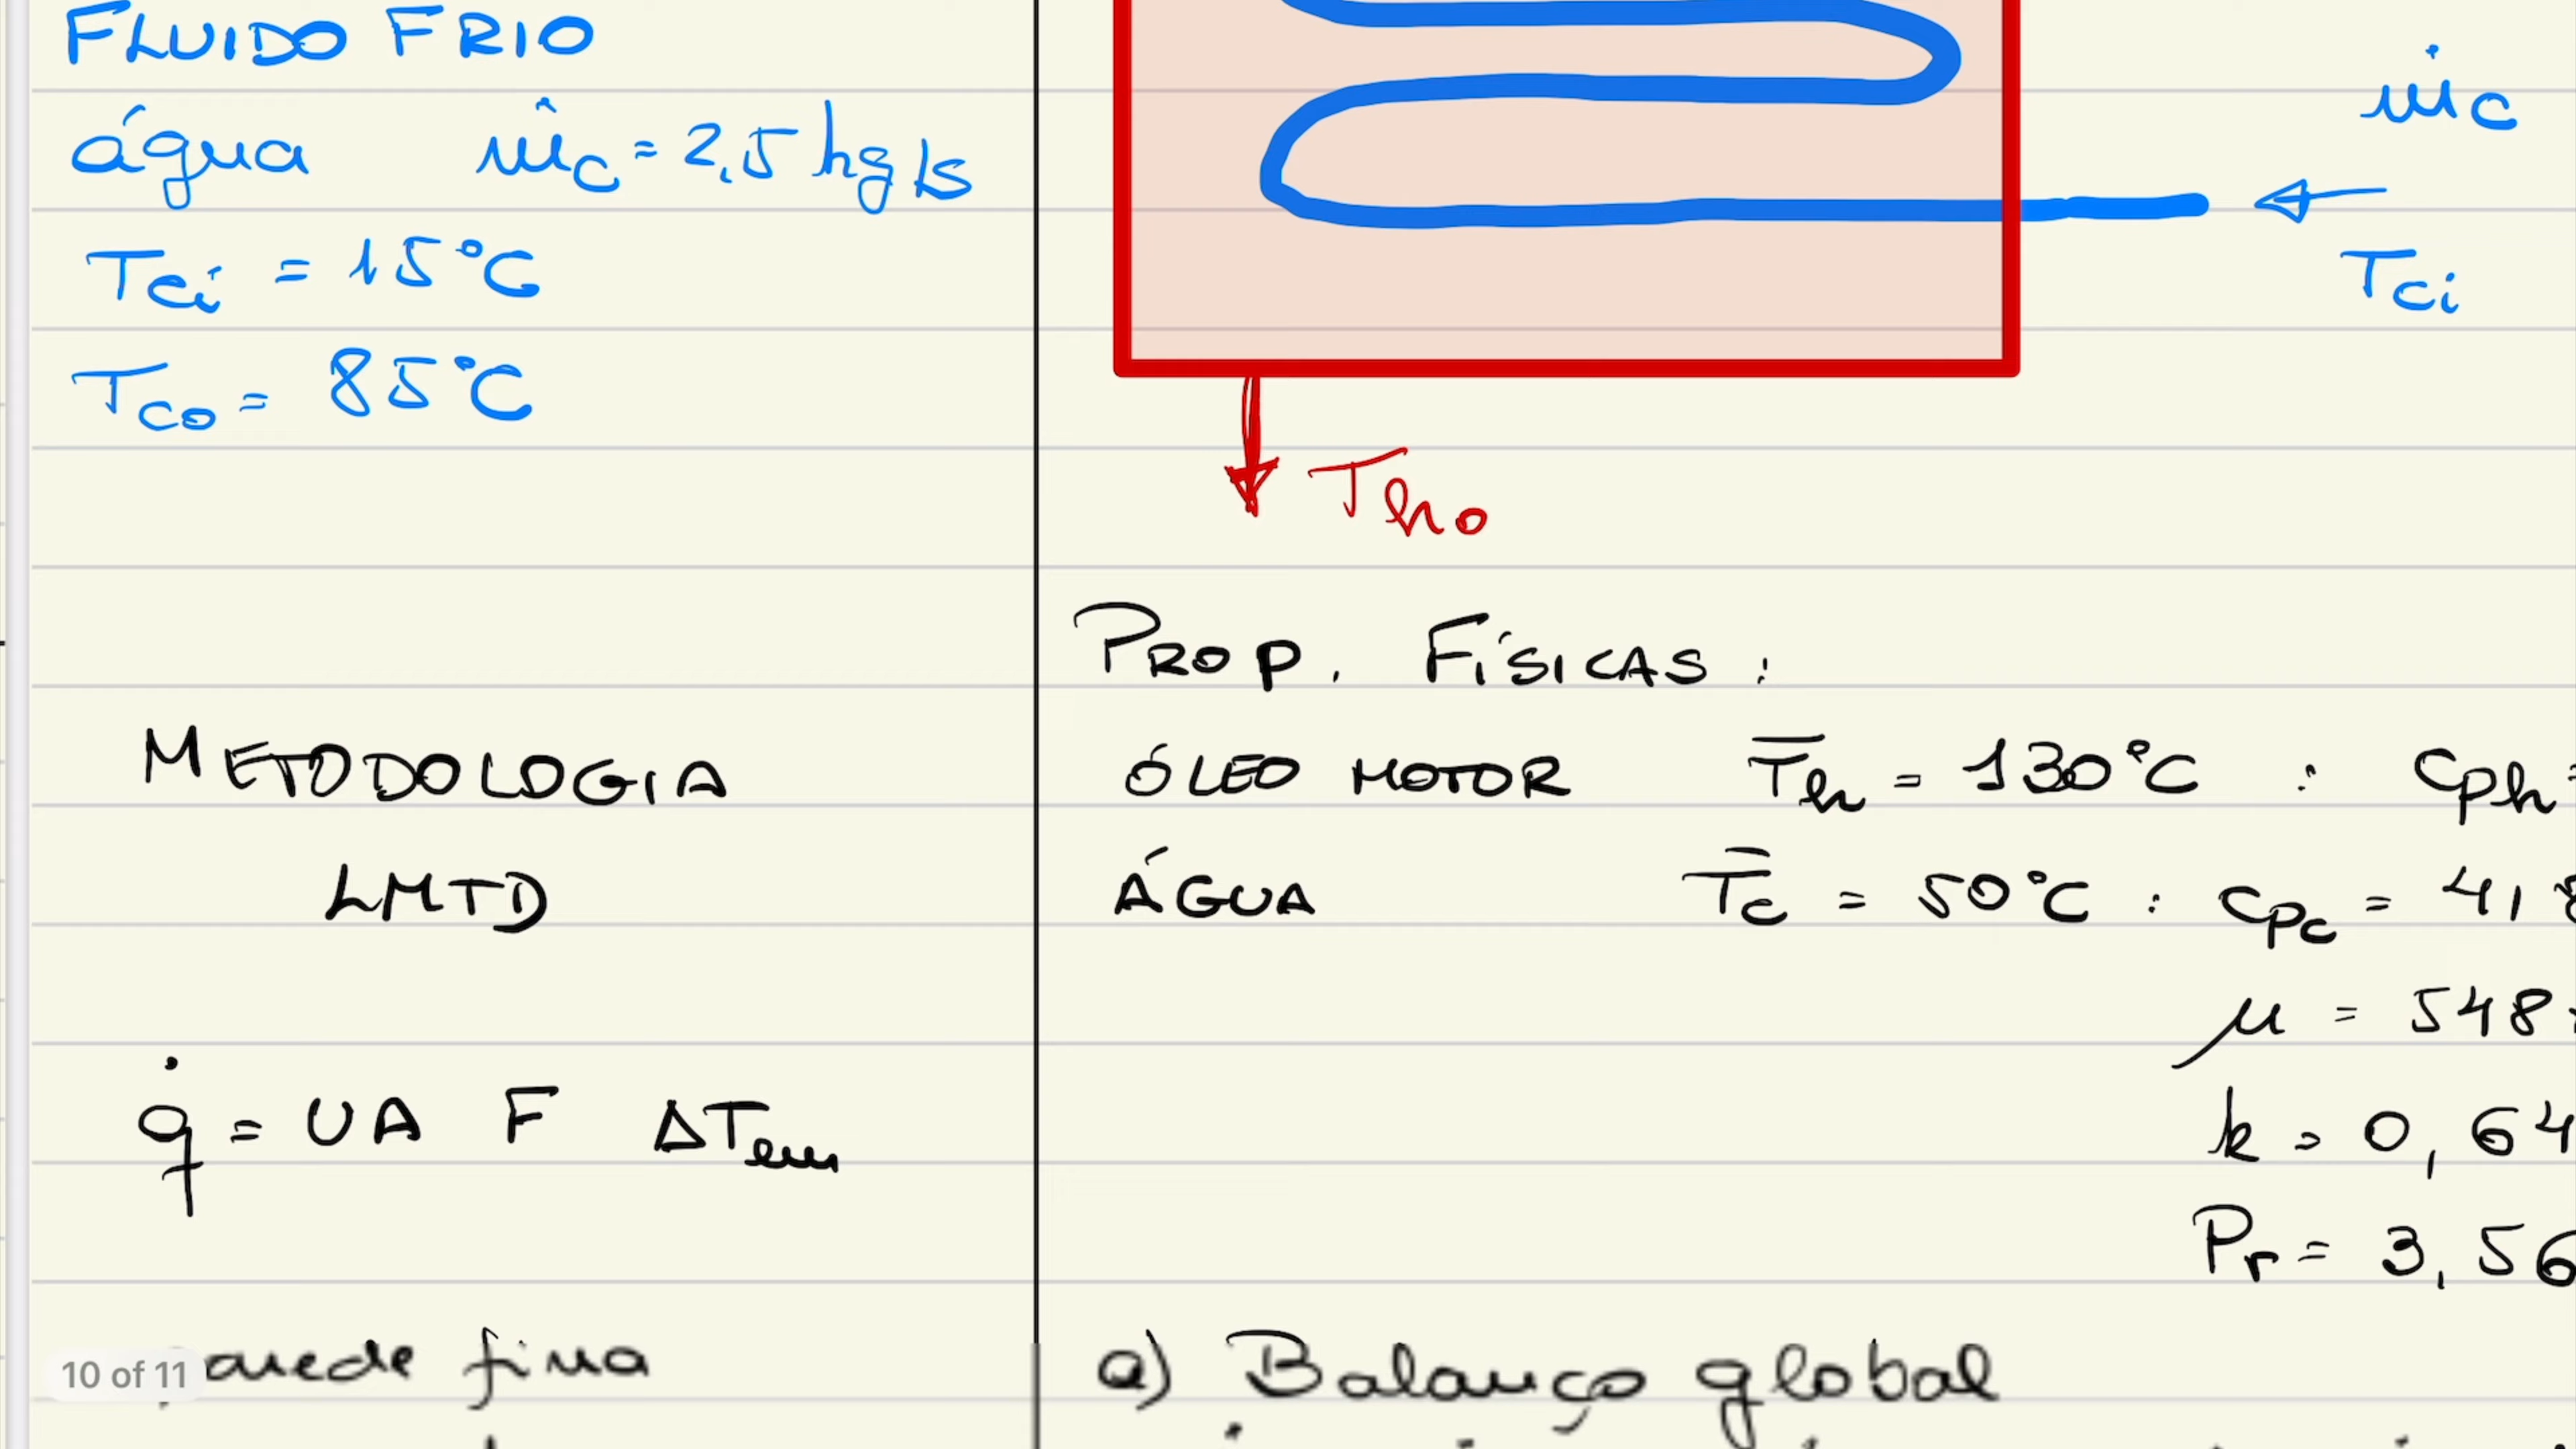 FLUIDO FRIO
água ṁc = 2,5 kg/s
Tci = 15°C
Tco = 85°C
ṁc
Tci
Tho
METODOLOGIA
LMTD
q̇ = UA F ΔTlm
parede fina
PROP. FÍSICAS :
ÓLEO MOTOR T̄h = 130°C : cph =
ÁGUA T̄c = 50°C : cpc = 418
μ = 548
k = 0,64
Pr = 3,56
a) Balanço global
10 of 11